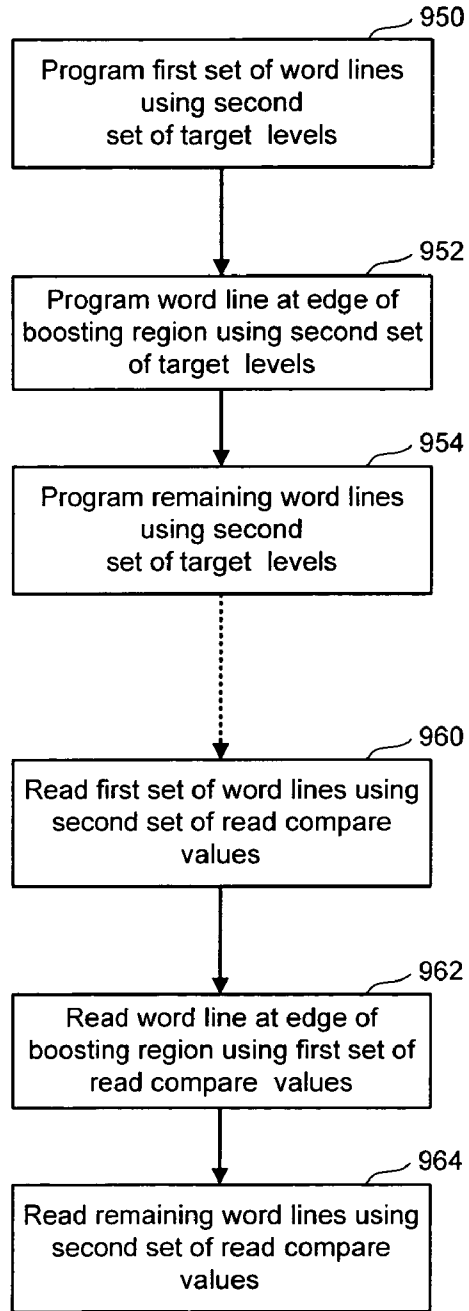 950
Program first set of word lines
using second
set of target levels
952
Program word line at edge of
boosting region using second set
of target levels
954
Program remaining word lines
using second
set of target levels
960
Read first set of word lines using
second set of read compare
values
962
Read word line at edge of
boosting region using first set of
read compare values
964
Read remaining word lines using
second set of read compare
values